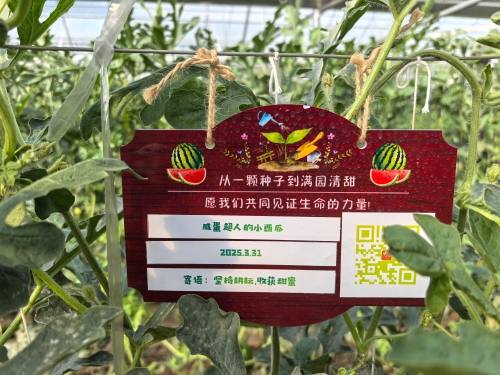 从一颗种子到满园清甜
愿我们共同见证生命的力量!
咸蛋超人的小西瓜
2025.3.31
寄语：坚持耕耘,收获甜蜜